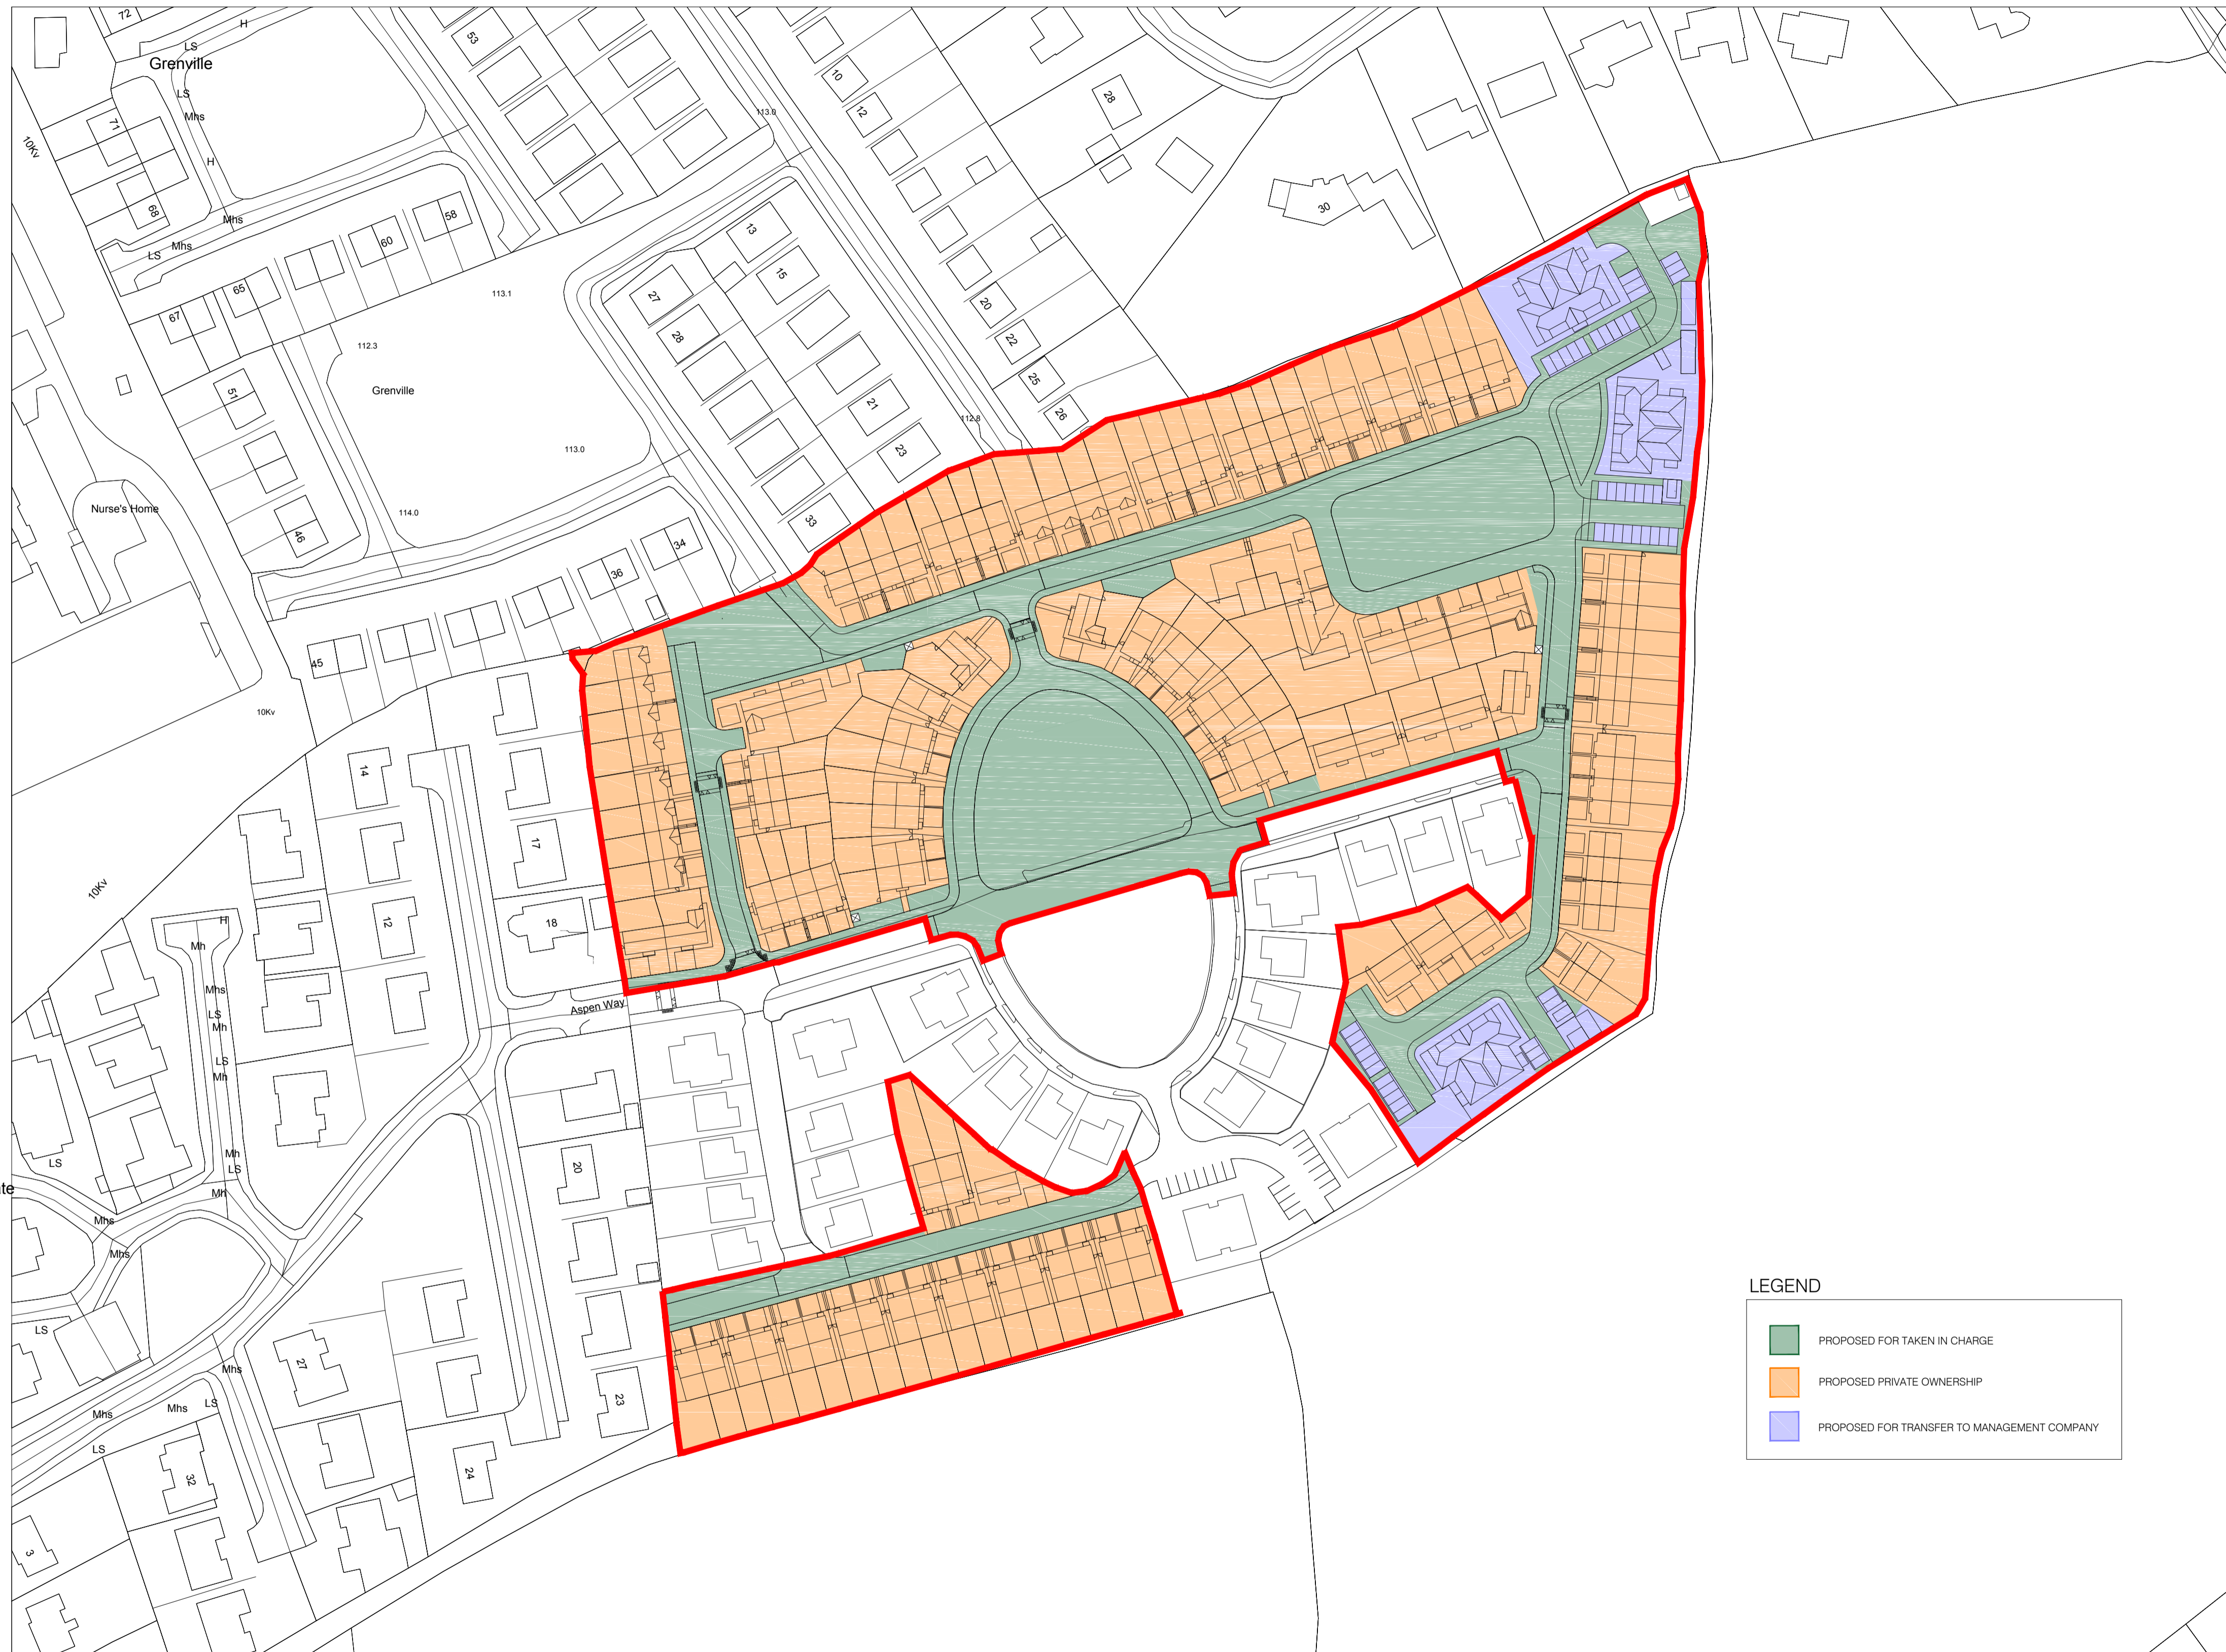 72
H
53
LS
Grenville
10
LS
28
12
Mhs
113.0
71
10Kv
H
68
Mhs
58
Mhs
60
LS
30
13
15
65
27
113.1
20
67
28
22
112.3
25
51
Grenville
21
26
112.8
113.0
23
Nurse's Home
114.0
33
46
34
36
45
10Kv
14
17
10Kv
12
18
H
Mh
Mhs
Aspen Way
LS
Mh
LS
Mh
Mh
LS
20
LS
Mh
Mhs
Mhs
LEGEND
LS
PROPOSED FOR TAKEN IN CHARGE
27
Mhs
PROPOSED PRIVATE OWNERSHIP
23
LS
Mhs
Mhs
PROPOSED FOR TRANSFER TO MANAGEMENT COMPANY
LS
24
32
3